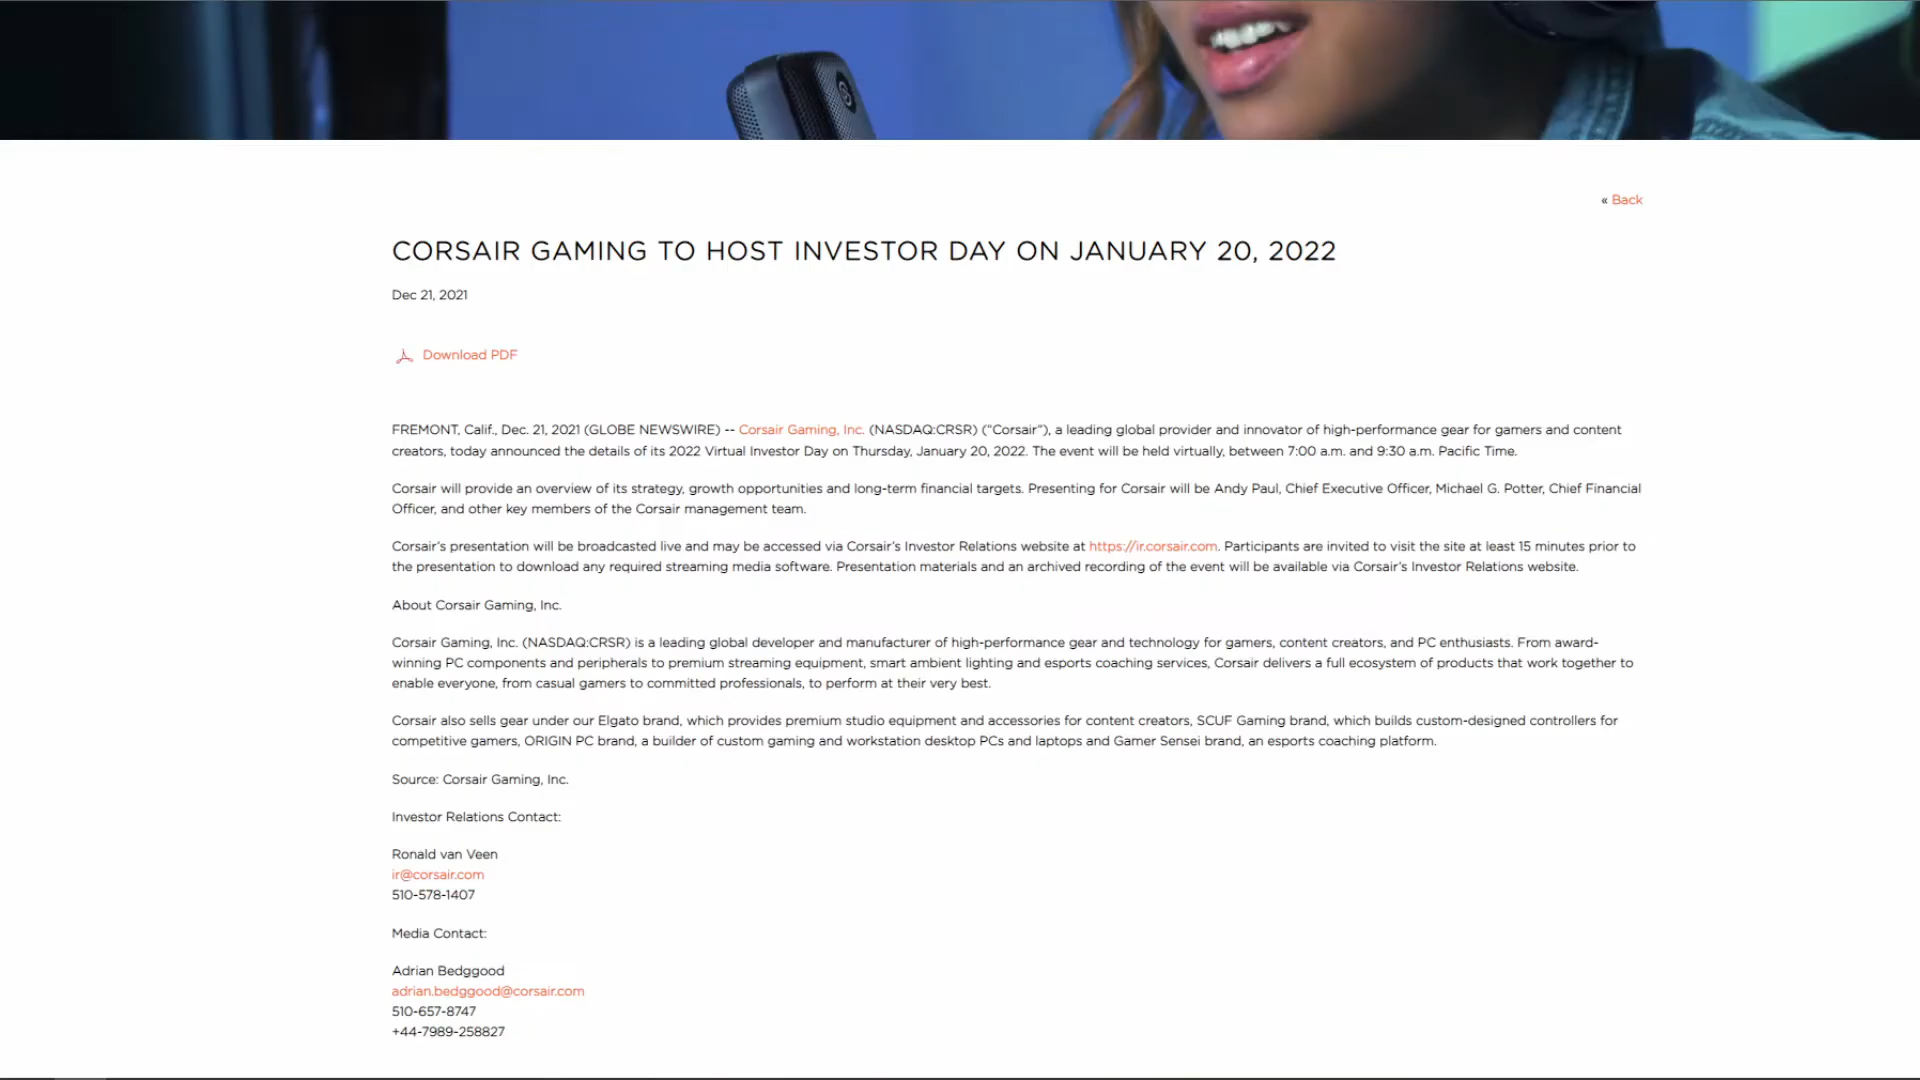 « Back
CORSAIR GAMING TO HOST INVESTOR DAY ON JANUARY 20, 2022
Dec 21, 2021
Download PDF
FREMONT, Calif., Dec. 21, 2021 (GLOBE NEWSWIRE) -- Corsair Gaming, Inc. (NASDAQ:CRSR) ("Corsair"), a leading global provider and innovator of high-performance gear for gamers and content
creators, today announced the details of its 2022 Virtual Investor Day on Thursday, January 20, 2022. The event will be held virtually, between 7:00 a.m. and 9:30 a.m. Pacific Time.
Corsair will provide an overview of its strategy, growth opportunities and long-term financial targets. Presenting for Corsair will be Andy Paul, Chief Executive Officer, Michael G. Potter, Chief Financial
Officer, and other key members of the Corsair management team.
Corsair's presentation will be broadcasted live and may be accessed via Corsair's Investor Relations website at https://ir.corsair.com. Participants are invited to visit the site at least 15 minutes prior to
the presentation to download any required streaming media software. Presentation materials and an archived recording of the event will be available via Corsair's Investor Relations website.
About Corsair Gaming, Inc.
Corsair Gaming, Inc. (NASDAQ:CRSR) is a leading global developer and manufacturer of high-performance gear and technology for gamers, content creators, and PC enthusiasts. From award-
winning PC components and peripherals to premium streaming equipment, smart ambient lighting and esports coaching services, Corsair delivers a full ecosystem of products that work together to
enable everyone, from casual gamers to committed professionals, to perform at their very best.
Corsair also sells gear under our Elgato brand, which provides premium studio equipment and accessories for content creators, SCUF Gaming brand, which builds custom-designed controllers for
competitive gamers, ORIGIN PC brand, a builder of custom gaming and workstation desktop PCs and laptops and Gamer Sensei brand, an esports coaching platform.
Source: Corsair Gaming, Inc.
Investor Relations Contact:
Ronald van Veen
ir@corsair.com
510-578-1407
Media Contact:
Adrian Bedggood
adrian.bedggood@corsair.com
510-657-8747
+44-7989-258827